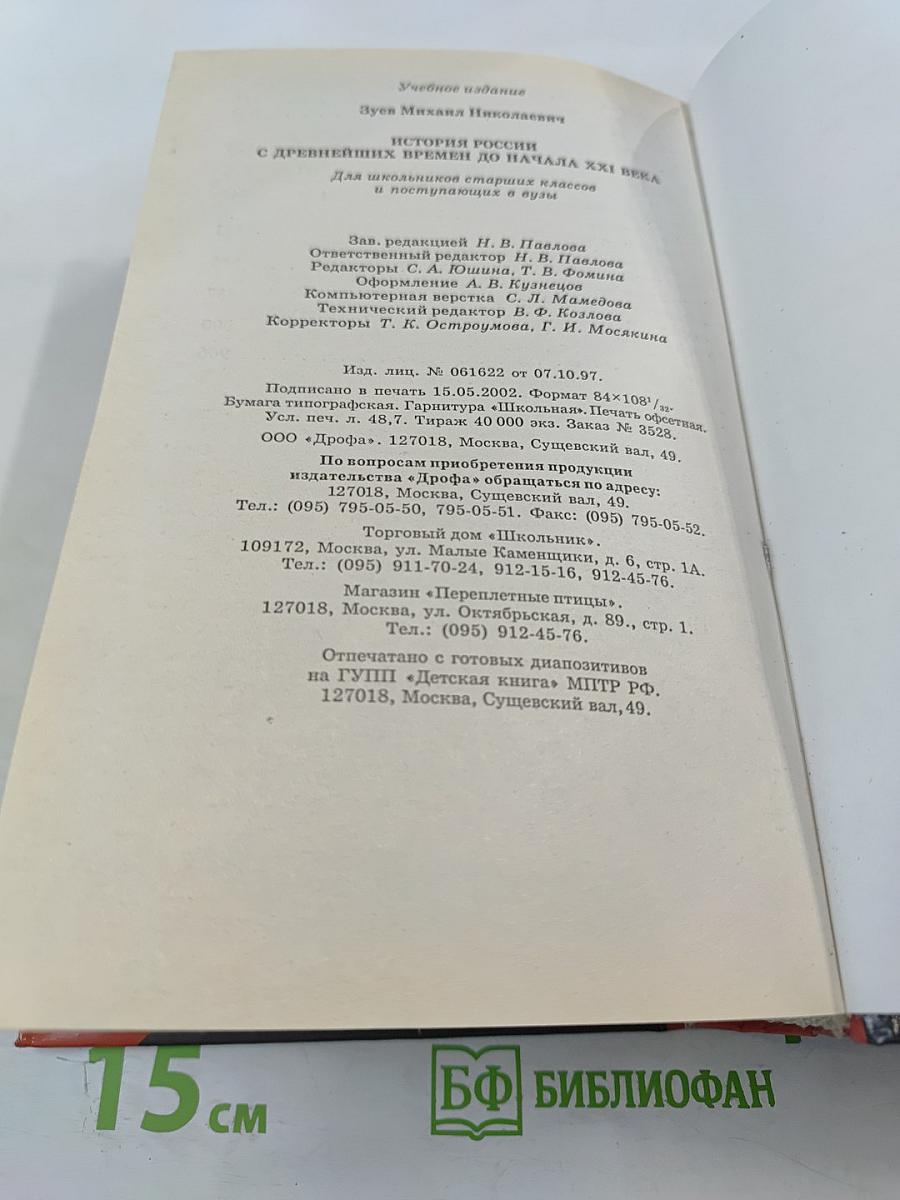 Учебное издание
Зуев Михаил Николаевич
ИСТОРИЯ РОССИИ
С ДРЕВНЕЙШИХ ВРЕМЕН ДО НАЧАЛА XXI ВЕКА
Для школьников старших классов
и поступающих в вузы
Зав. редакцией Н. В. Павлова
Ответственный редактор Н. В. Павлова
Редакторы С. А. Юшина, Т. В. Фомина
Оформление А. В. Кузнецов
Компьютерная верстка С. Л. Мамедова
Технический редактор В. Ф. Козлова
Корректоры Т. К. Остроумова, Г. И. Мосякина
Изд. лиц. № 061622 от 07.10.97.
Подписано в печать 15.05.2002. Формат 84×108¹/₃₂.
Бумага типографская. Гарнитура «Школьная». Печать офсетная.
Усл. печ. л. 48,7. Тираж 40 000 экз. Заказ № 3528.
ООО «Дрофа». 127018, Москва, Сущевский вал, 49.
По вопросам приобретения продукции
издательства «Дрофа» обращаться по адресу:
127018, Москва, Сущевский вал, 49.
Тел.: (095) 795-05-50, 795-05-51. Факс: (095) 795-05-52.
Торговый дом «Школьник».
109172, Москва, ул. Малые Каменщики, д. 6, стр. 1А.
Тел.: (095) 911-70-24, 912-15-16, 912-45-76.
Магазин «Переплетные птицы».
127018, Москва, ул. Октябрьская, д. 89., стр. 1.
Тел.: (095) 912-45-76.
Отпечатано с готовых диапозитивов
на ГУПП «Детская книга» МПТР РФ.
127018, Москва, Сущевский вал, 49.
15 см
БФ БИБЛИОФАН